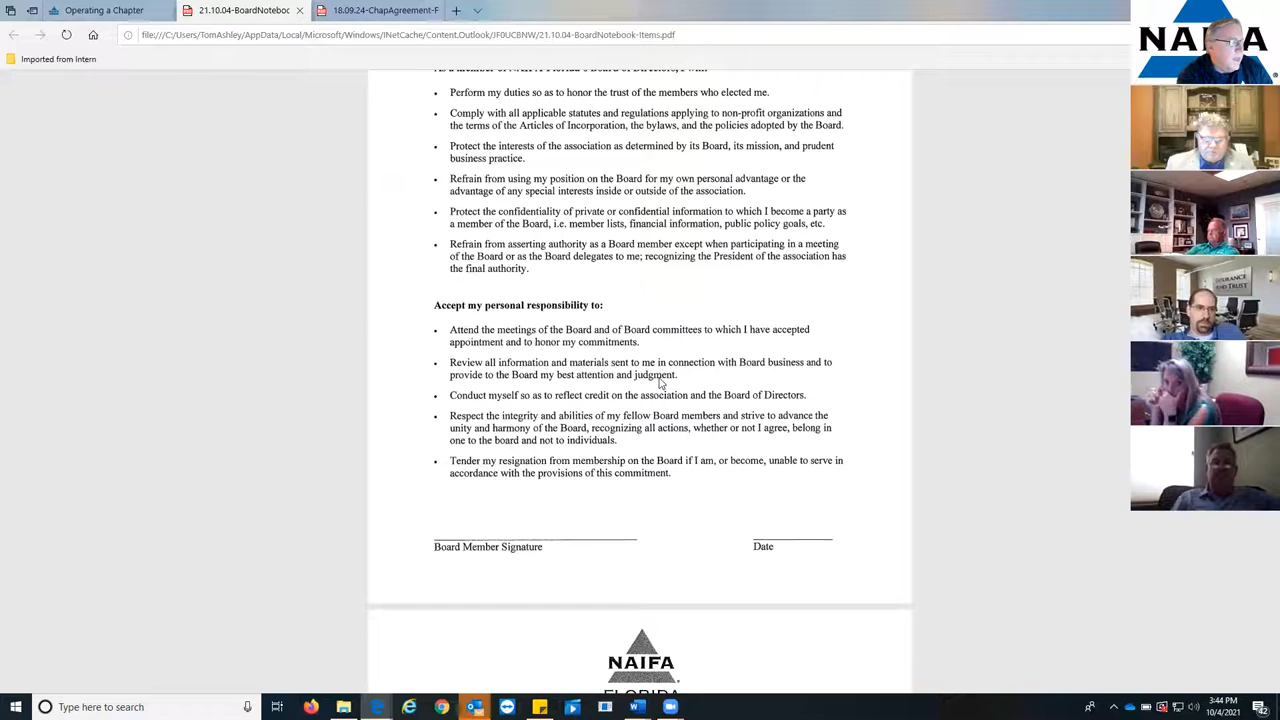 Operating a Chapter
21.10.04-BoardNotebo
18.09.24-ChapAgreement-F
file:///C:/Users/TomAshley/AppData/Local/Microsoft/Windows/INetCache/Content.Outlook/JF0UCBNW/21.10.04-BoardNotebook-Items.pdf
Imported from Intern
As a member of NAIFA Florida's Board of Directors, I will:
• Perform my duties so as to honor the trust of the members who elected me.
• Comply with all applicable statutes and regulations applying to non-profit organizations and
the terms of the Articles of Incorporation, the bylaws, and the policies adopted by the Board.
• Protect the interests of the association as determined by its Board, its mission, and prudent
business practice.
• Refrain from using my position on the Board for my own personal advantage or the
advantage of any special interests inside or outside of the association.
• Protect the confidentiality of private or confidential information to which I become a party as
a member of the Board, i.e. member lists, financial information, public policy goals, etc.
• Refrain from asserting authority as a Board member except when participating in a meeting
of the Board or as the Board delegates to me; recognizing the President of the association has
the final authority.
Accept my personal responsibility to:
• Attend the meetings of the Board and of Board committees to which I have accepted
appointment and to honor my commitments.
• Review all information and materials sent to me in connection with Board business and to
provide to the Board my best attention and judgment.
• Conduct myself so as to reflect credit on the association and the Board of Directors.
• Respect the integrity and abilities of my fellow Board members and strive to advance the
unity and harmony of the Board, recognizing all actions, whether or not I agree, belong in
one to the board and not to individuals.
• Tender my resignation from membership on the Board if I am, or become, unable to serve in
accordance with the provisions of this commitment.
Board Member Signature
Date
NAIFA
FLORIDA
AND TRUST
Type here to search
3:44 PM
10/4/2021
42